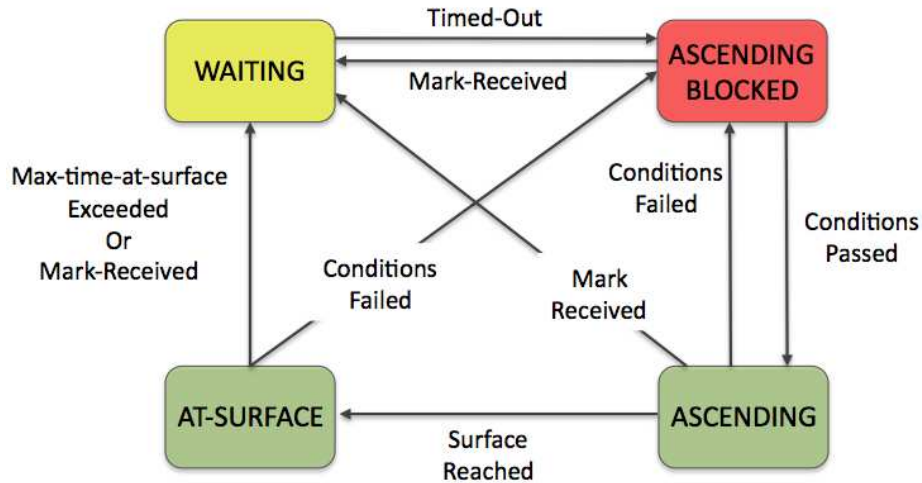 Timed-Out
WAITING
ASCENDING
BLOCKED
Mark-Received
Max-time-at-surface
Exceeded
Or
Mark-Received
Conditions
Failed
Conditions
Passed
Conditions
Failed
Mark
Received
AT-SURFACE
ASCENDING
Surface
Reached